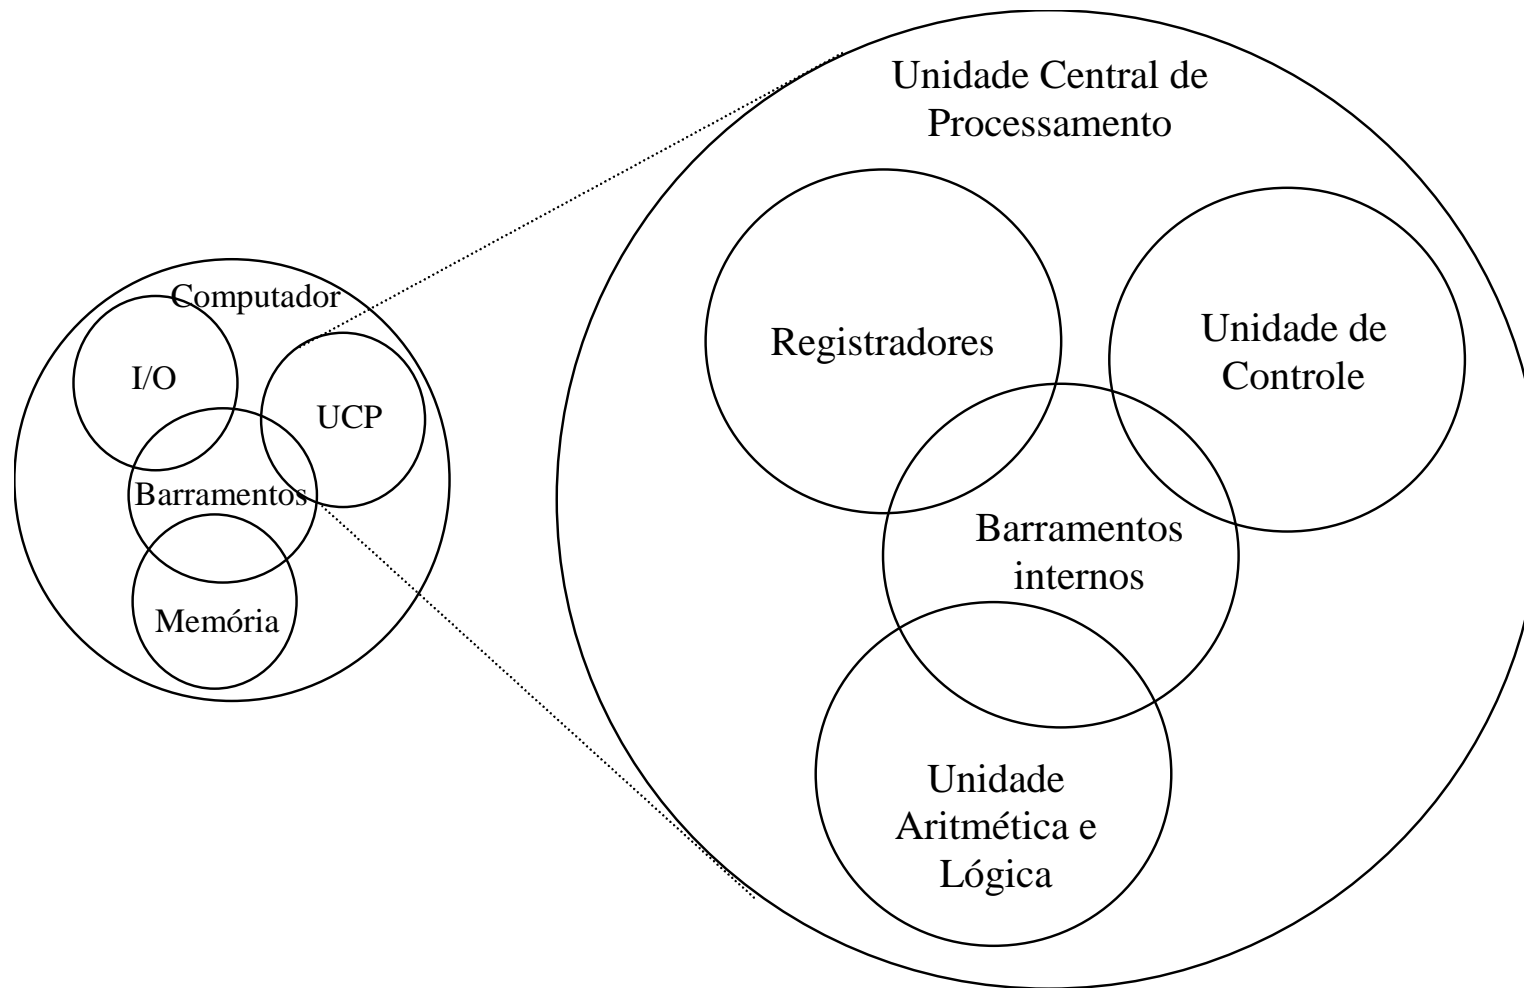 Computador
I/O
UCP
Barramentos
Memória
Unidade Central de
Processamento
Registradores
Unidade de
Controle
Barramentos
internos
Unidade
Aritmética e
Lógica